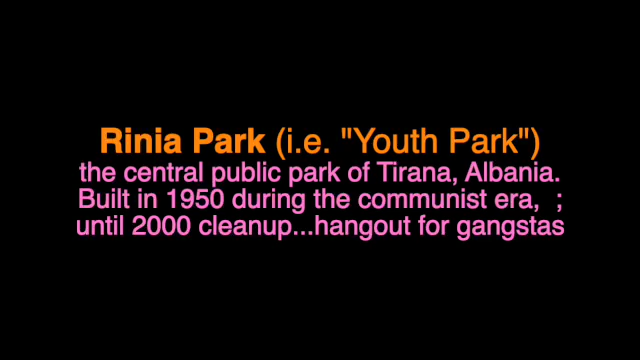 Rinia Park (i.e. "Youth Park")
the central public park of Tirana, Albania.
Built in 1950 during the communist era,  ;
until 2000 cleanup...hangout for gangstas